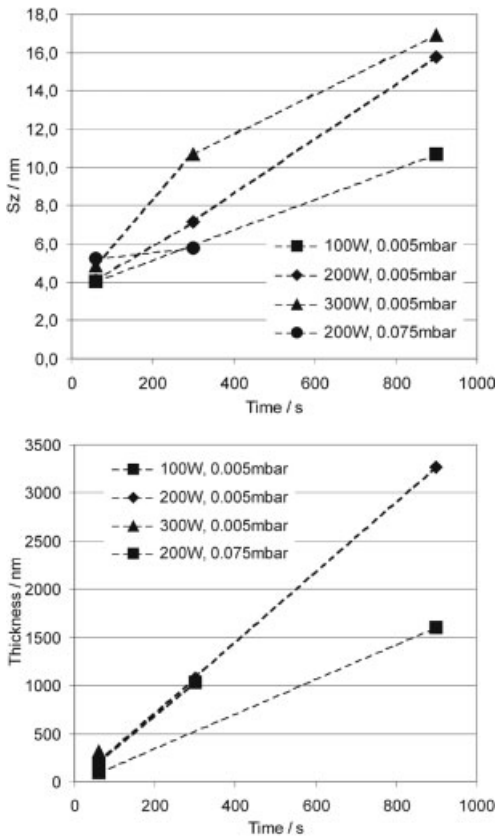 18,0
16,0
14,0
12,0
10,0
8,0
6,0
4,0
2,0
0,0
Sz / nm
100W, 0.005mbar
200W, 0.005mbar
300W, 0.005mbar
200W, 0.075mbar
0 200 400 600 800 1000
Time / s
3500
3000
2500
2000
1500
1000
500
0
Thickness / nm
100W, 0.005mbar
200W, 0.005mbar
300W, 0.005mbar
200W, 0.075mbar
0 200 400 600 800 1000
Time / s